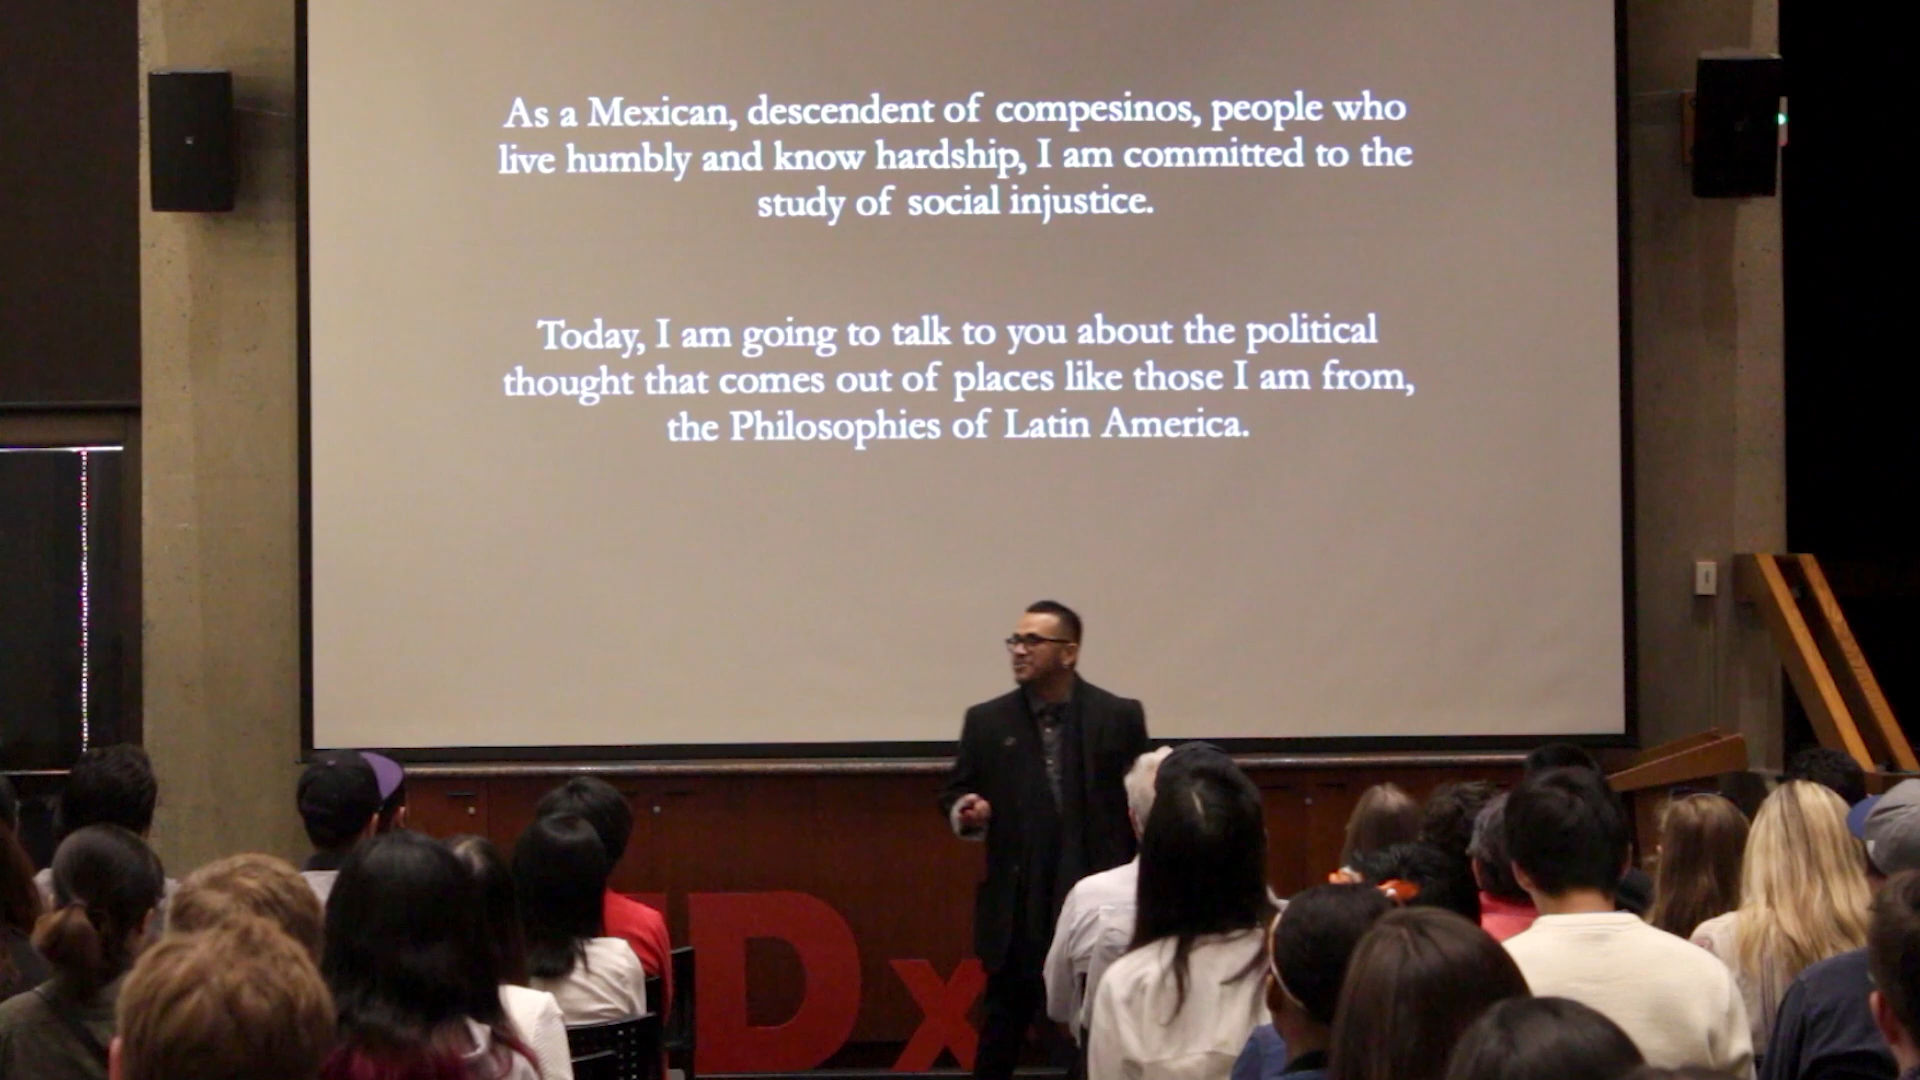 As a Mexican, descendent of compesinos, people who
live humbly and know hardship, I am committed to the
study of social injustice.
Today, I am going to talk to you about the political
thought that comes out of places like those I am from,
the Philosophies of Latin America.
Dx